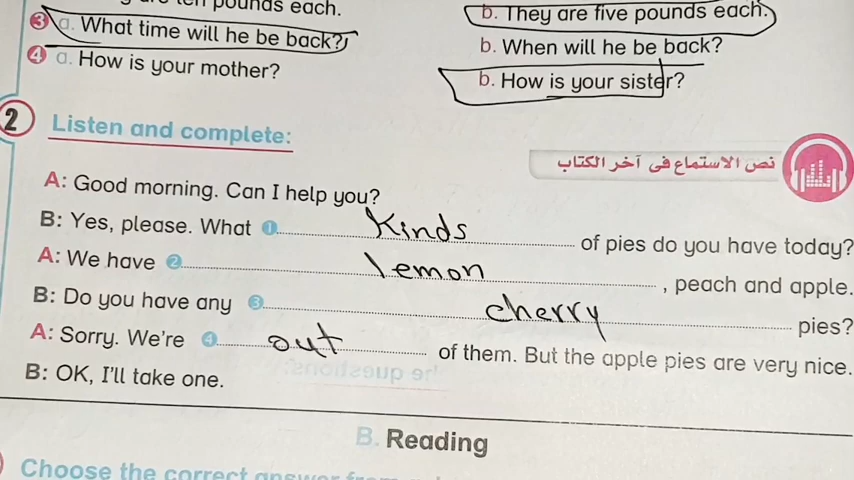 pounds each.
b. They are five pounds each.
3 a. What time will he be back?
b. When will he be back?
4 a. How is your mother?
b. How is your sister?
2 Listen and complete:
نص الاستماع فى آخر الكتاب
A: Good morning. Can I help you?
B: Yes, please. What 1 kinds of pies do you have today?
A: We have 2 lemon , peach and apple.
B: Do you have any 3 cherry pies?
A: Sorry. We're 4 out of them. But the apple pies are very nice.
B: OK, I'll take one.
B. Reading
Choose the correct answer from